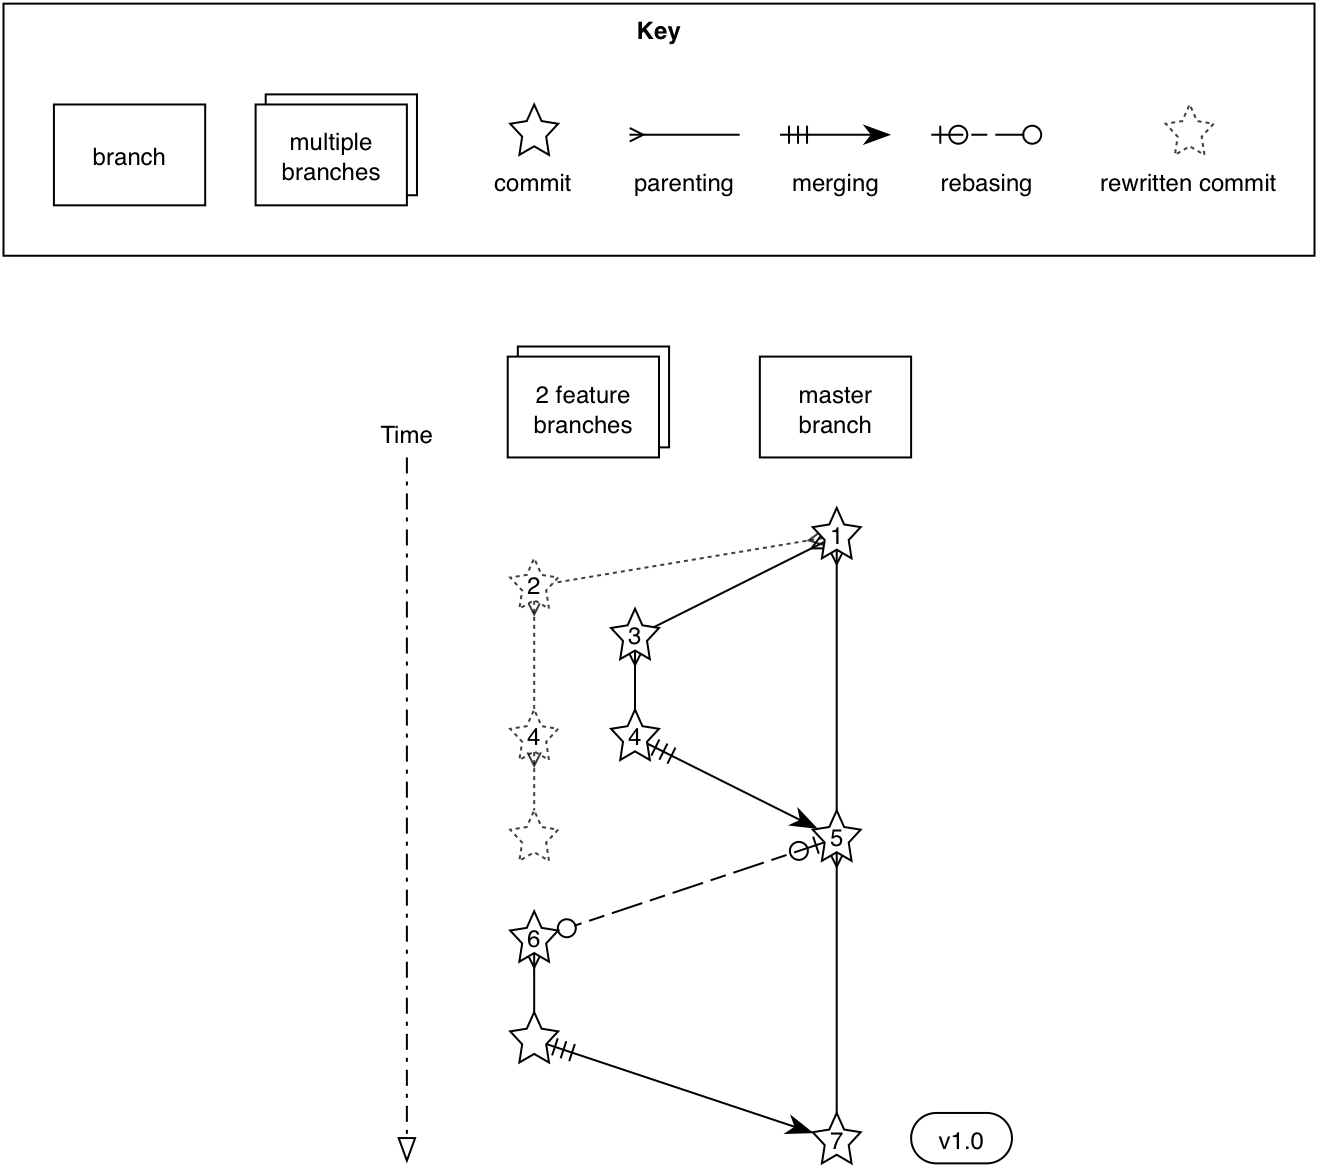 Key
branch
multiple
branches
commit
parenting
merging
rebasing
rewritten commit
2 feature
branches
master
branch
Time
1
2
3
4
4
5
6
7
v1.0